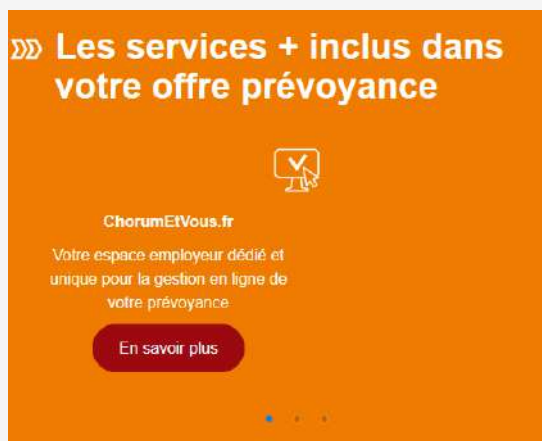 Les services + inclus dans
votre offre prévoyance
ChorumEtVous.fr
Votre espace employeur dédié et
unique pour la gestion en ligne de
votre prévoyance
En savoir plus